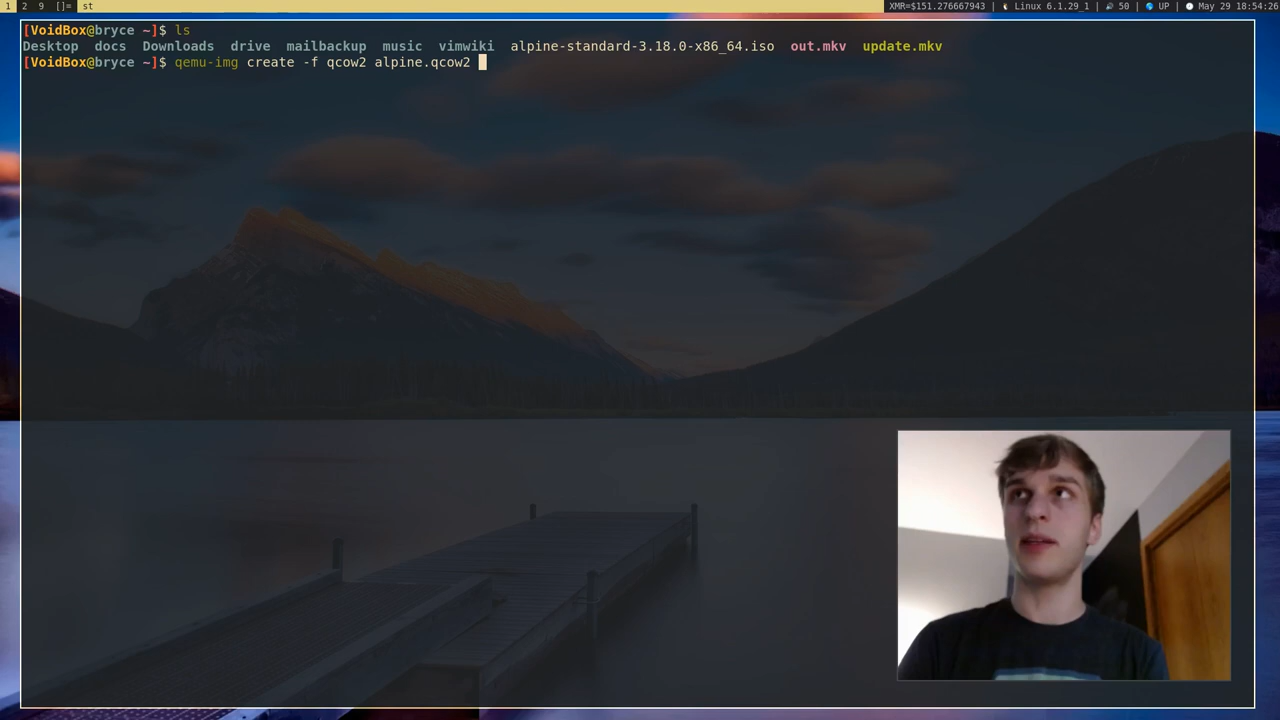 1 2 9 []= st XMR=$151.276667943 | 🐧 Linux 6.1.29_1 | 🔊 50 | 🌎 UP | 🕐 May 29 18:54:26
[VoidBox@bryce ~]$ ls
Desktop docs Downloads drive mailbackup music vimwiki alpine-standard-3.18.0-x86_64.iso out.mkv update.mkv
[VoidBox@bryce ~]$ qemu-img create -f qcow2 alpine.qcow2